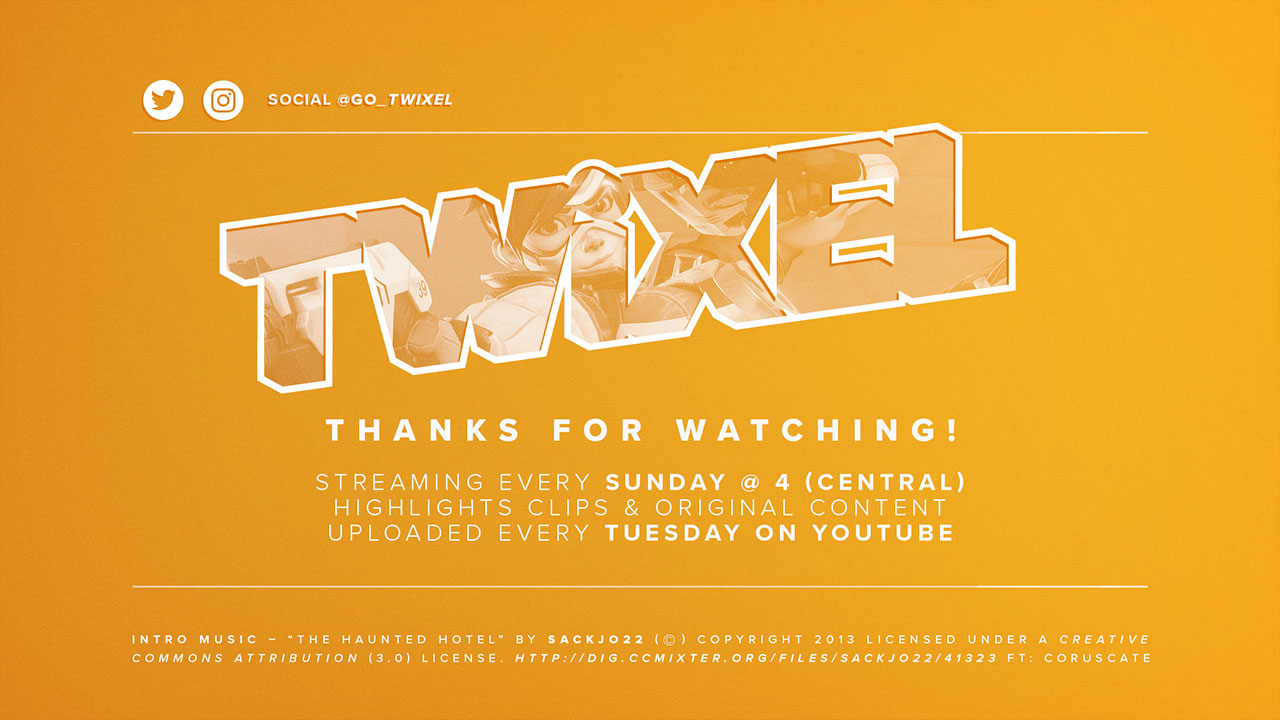 SOCIAL @GO_TWIXEL
TWiXEL
11 39
THANKS FOR WATCHING!
STREAMING EVERY SUNDAY @ 4 (CENTRAL)
HIGHLIGHTS CLIPS & ORIGINAL CONTENT
UPLOADED EVERY TUESDAY ON YOUTUBE
INTRO MUSIC – "THE HAUNTED HOTEL" BY SACKJO22 (©) COPYRIGHT 2013 LICENSED UNDER A CREATIVE
COMMONS ATTRIBUTION (3.0) LICENSE. HTTP://DIG.CCMIXTER.ORG/FILES/SACKJO22/41323 FT: CORUSCATE